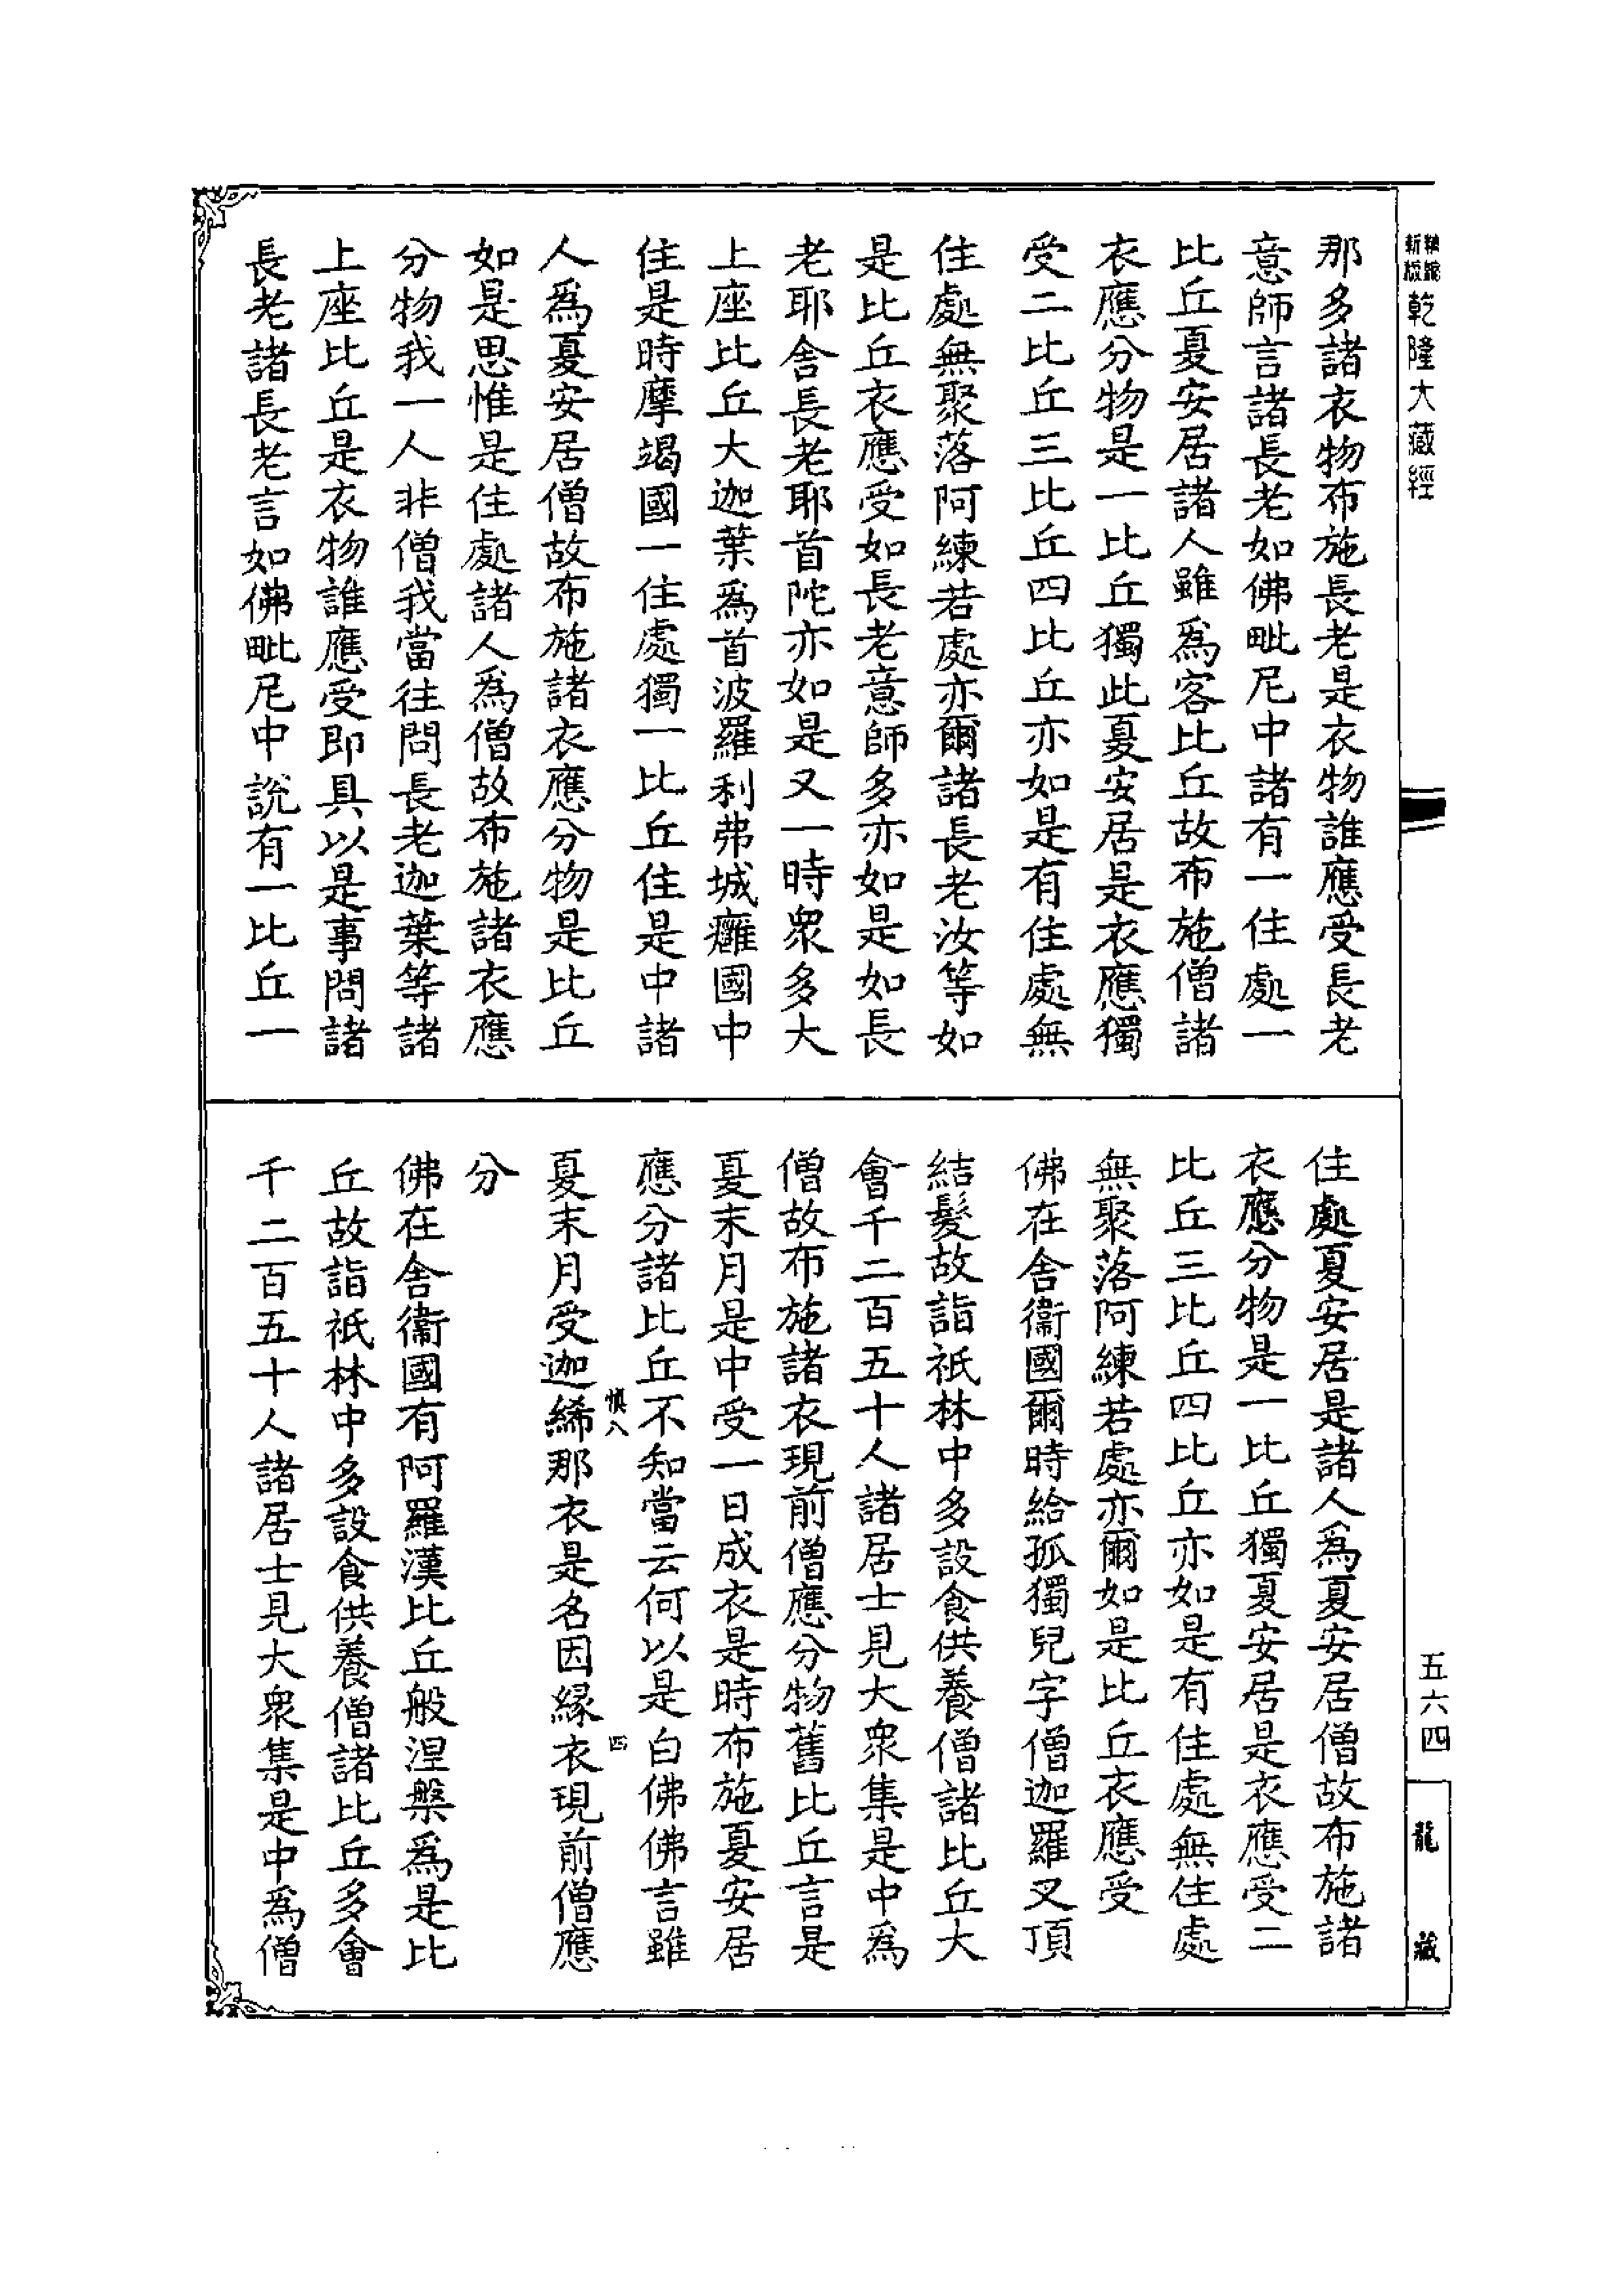 新版
精縮
乾隆大藏經
那多諸衣物布施長老是衣物誰應受長老
意師言諸長老如佛毗尼中諸有一住處一
比丘夏安居諸人雖爲客比丘故布施僧諸
衣應分物是一比丘獨此夏安居是衣應獨
受二比丘三比丘四比丘亦如是有住處無
住處無聚落阿練若處亦爾諸長老汝等如
是比丘衣應受如長老意師多亦如是如長
老耶舍長老耶首陀亦如是又一時衆多大
上座比丘大迦葉爲首波羅利弗城癰國中
住是時摩竭國一住處獨一比丘住是中諸
人爲夏安居僧故布施諸衣應分物是比丘
如是思惟是住處諸人爲僧故布施諸衣應
分物我一人非僧我當往問長老迦葉等諸
上座比丘是衣物誰應受即具以是事問諸
長老諸長老言如佛毗尼中說有一比丘一
住處夏安居是諸人爲夏安居僧故布施諸
衣應分物是一比丘獨夏安居是衣應受二
比丘三比丘四比丘亦如是有住處無住處
無聚落阿練若處亦爾如是比丘衣應受
佛在舍衞國爾時給孤獨兒字僧迦羅叉頂
結髮故詣祇林中多設食供養僧諸比丘大
會千二百五十人諸居士見大衆集是中爲
僧故布施諸衣現前僧應分物舊比丘言是
夏末月是中受一日成衣是時布施夏安居
應分諸比丘不知當云何以是白佛佛言雖
慎八
四
夏末月受迦絺那衣是名因緣衣現前僧應
分
佛在舍衞國有阿羅漢比丘般涅槃爲是比
丘故詣祇林中多設食供養僧諸比丘多會
千二百五十人諸居士見大衆集是中爲僧
五六四
龍藏